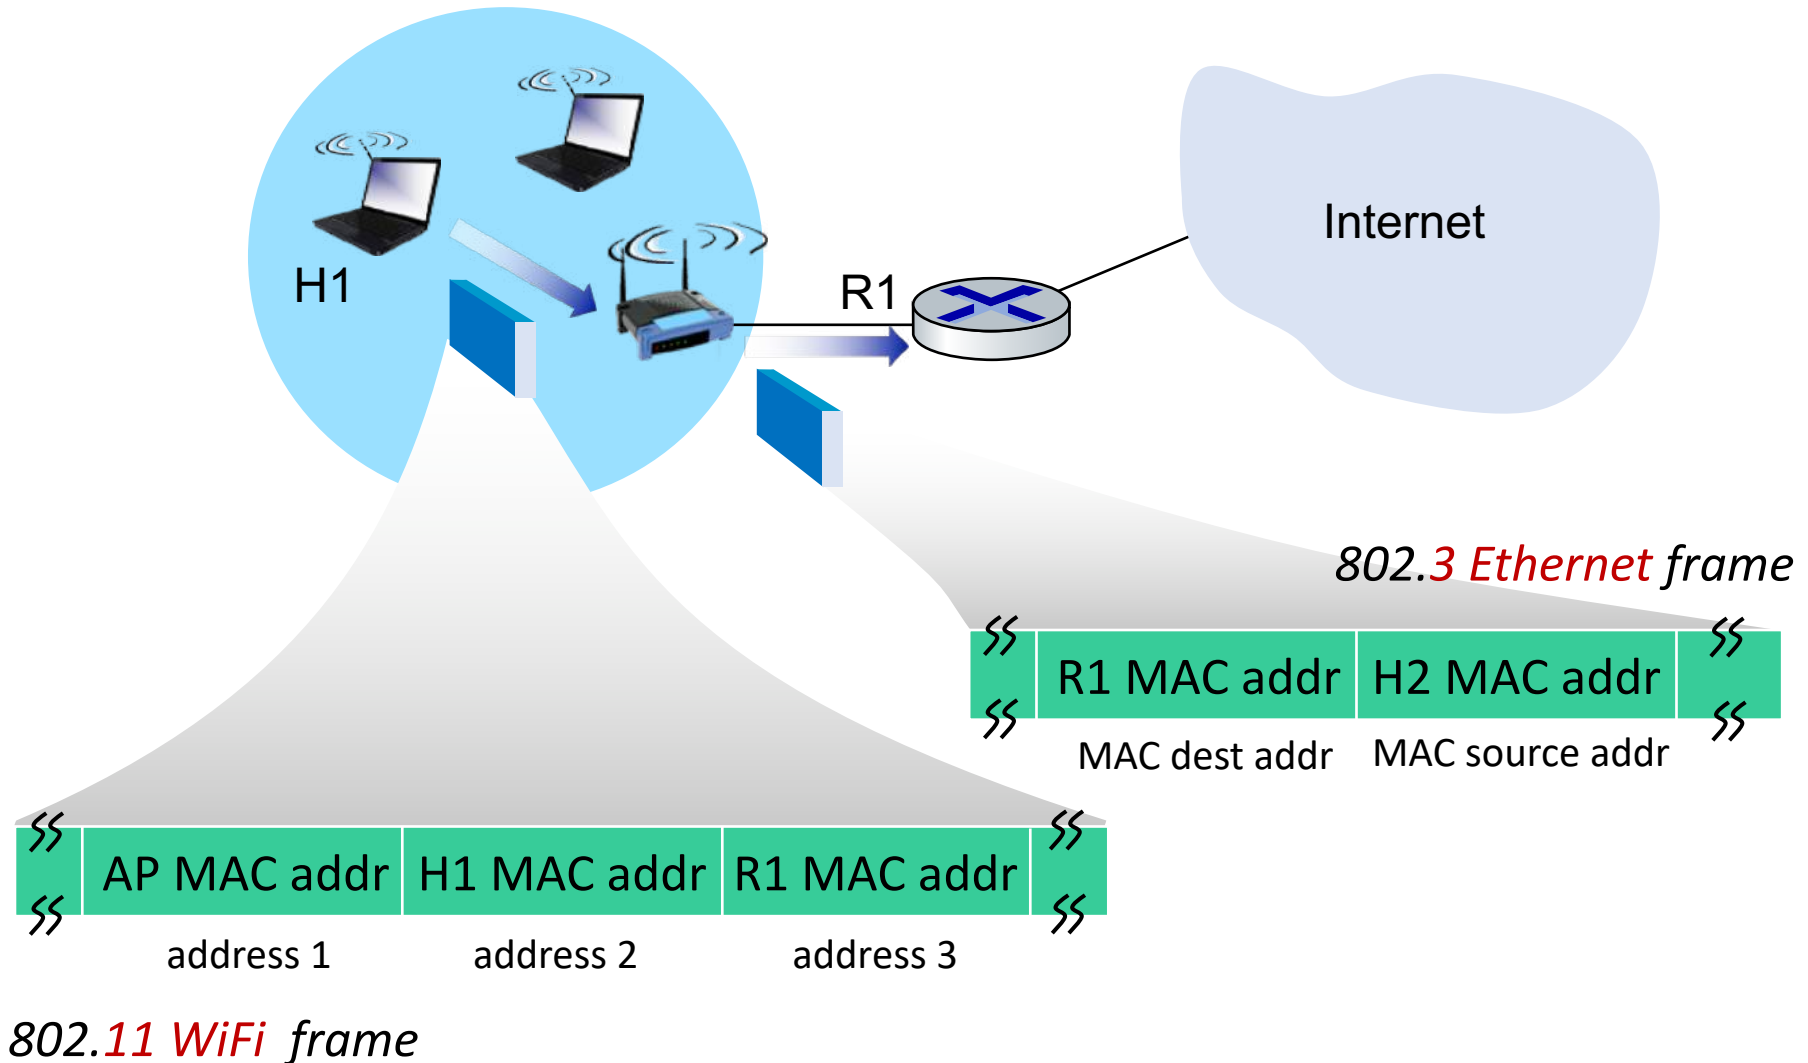 Internet
H1
R1
802.3 Ethernet frame
R1 MAC addr
H2 MAC addr
MAC dest addr
MAC source addr
AP MAC addr
H1 MAC addr
R1 MAC addr
address 1
address 2
address 3
802.11 WiFi frame